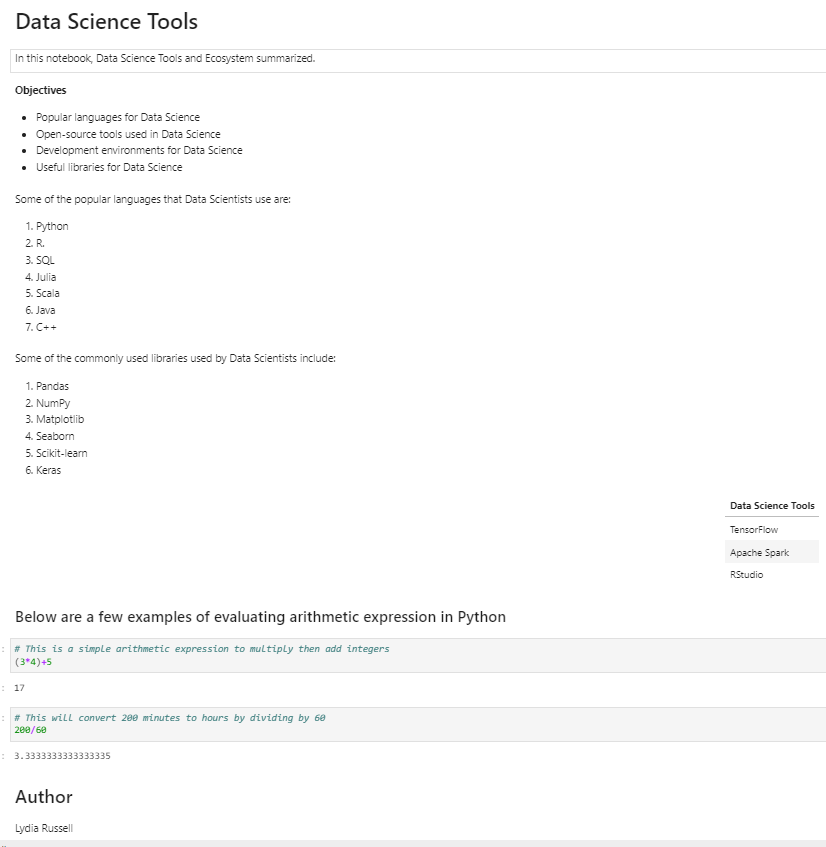 Data Science Tools
In this notebook, Data Science Tools and Ecosystem summarized.
Objectives
• Popular languages for Data Science
• Open-source tools used in Data Science
• Development environments for Data Science
• Useful libraries for Data Science
Some of the popular languages that Data Scientists use are:
1. Python
2. R.
3. SQL
4. Julia
5. Scala
6. Java
7. C++
Some of the commonly used libraries used by Data Scientists include:
1. Pandas
2. NumPy
3. Matplotlib
4. Seaborn
5. Scikit-learn
6. Keras
Data Science Tools
TensorFlow
Apache Spark
RStudio
Below are a few examples of evaluating arithmetic expression in Python
: # This is a simple arithmetic expression to multiply then add integers
(3*4)+5
: 17
: # This will convert 200 minutes to hours by dividing by 60
200/60
: 3.3333333333333335
Author
Lydia Russell